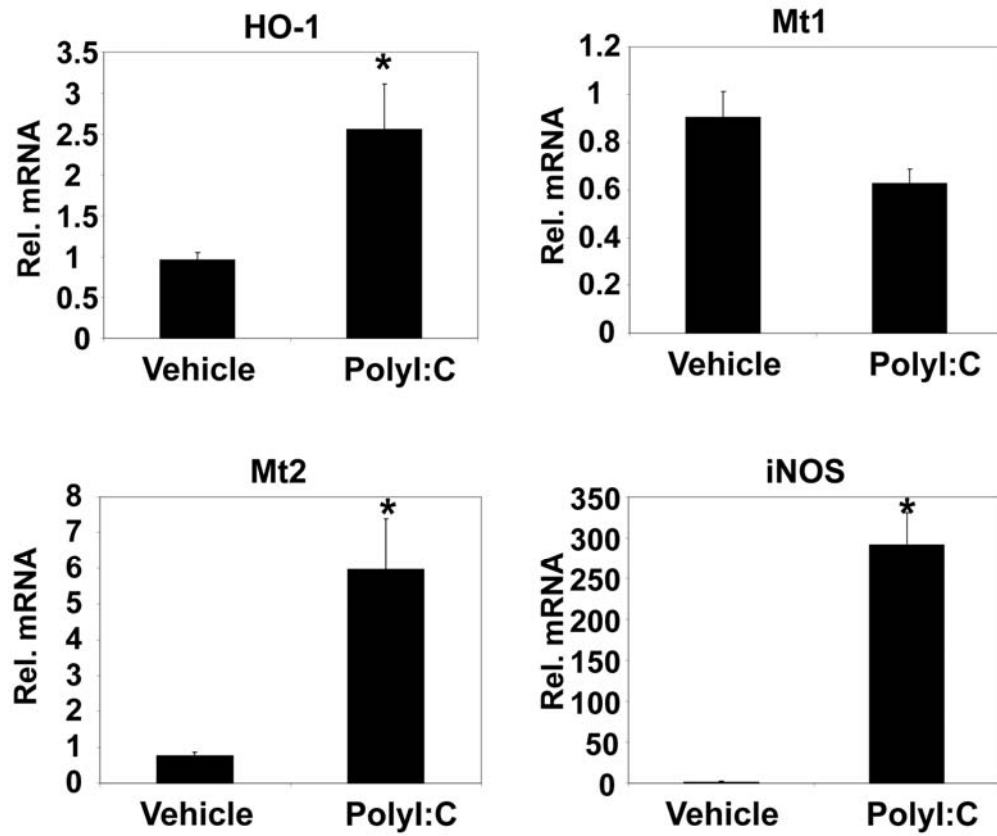 HO-1
Rel. mRNA
3.5
3
2.5
2
1.5
1
0.5
0
*
Vehicle PolyI:C
Mt1
Rel. mRNA
1.2
1
0.8
0.6
0.4
0.2
0
Vehicle PolyI:C
Mt2
Rel. mRNA
8
7
6
5
4
3
2
1
0
*
Vehicle PolyI:C
iNOS
Rel. mRNA
350
300
250
200
150
100
50
0
*
Vehicle PolyI:C